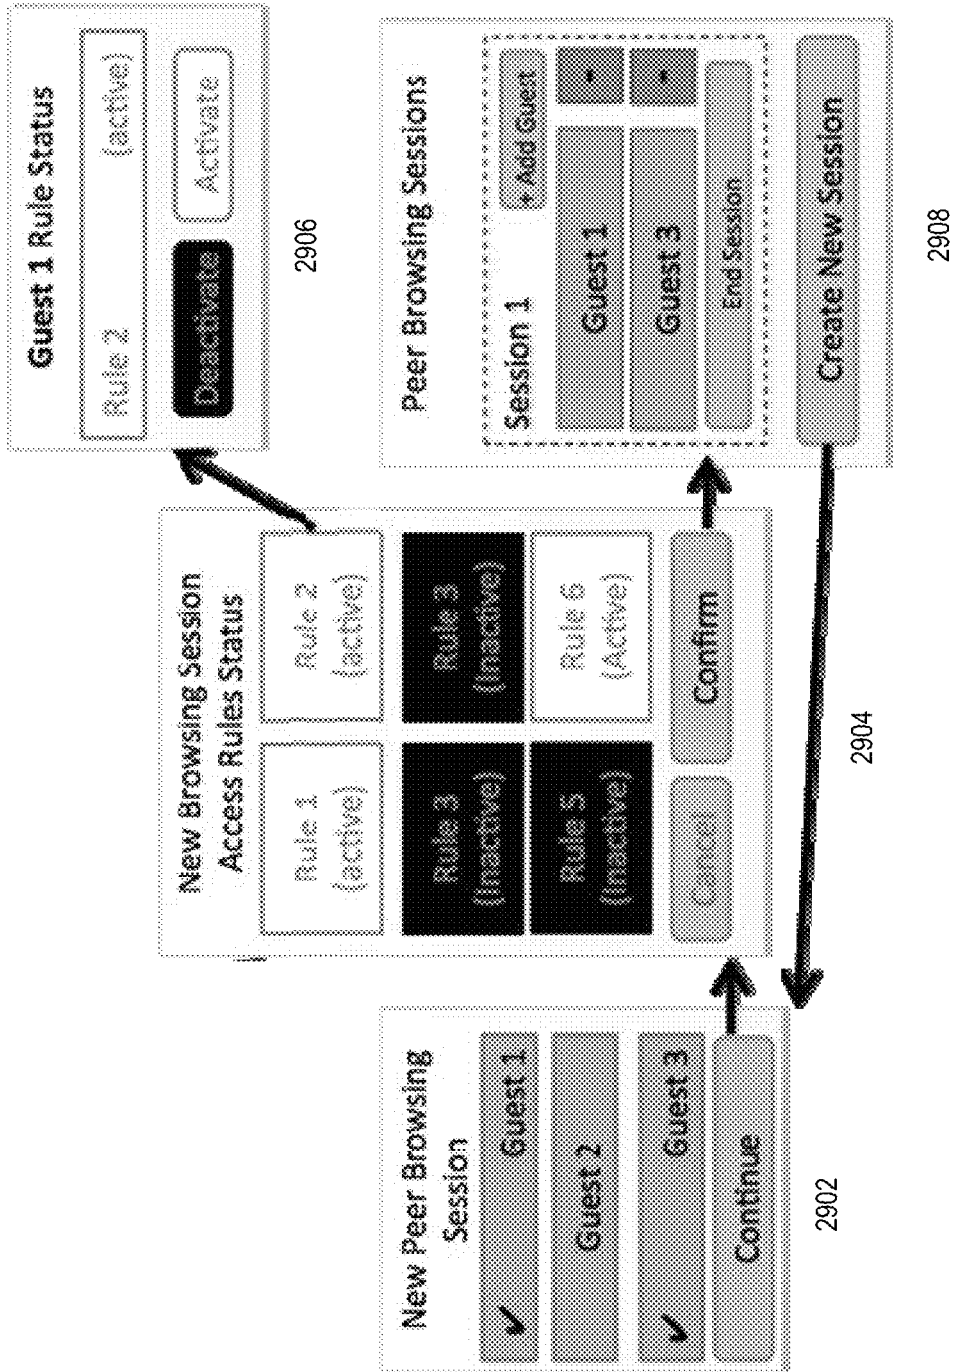 New Peer Browsing
Session
✓ Guest 1
Guest 2
✓ Guest 3
Continue
2902
New Browsing Session
Access Rules Status
Rule 1
(active)
Rule 2
(active)
Rule 3
(Inactive)
Rule 3
(Inactive)
Rule 5
(Inactive)
Rule 6
(Active)
Cancel
Confirm
2904
Guest 1 Rule Status
Rule 2 (active)
Deactivate
Activate
2906
Peer Browsing Sessions
Session 1
+ Add Guest
Guest 1 -
Guest 3 -
End Session
Create New Session
2908